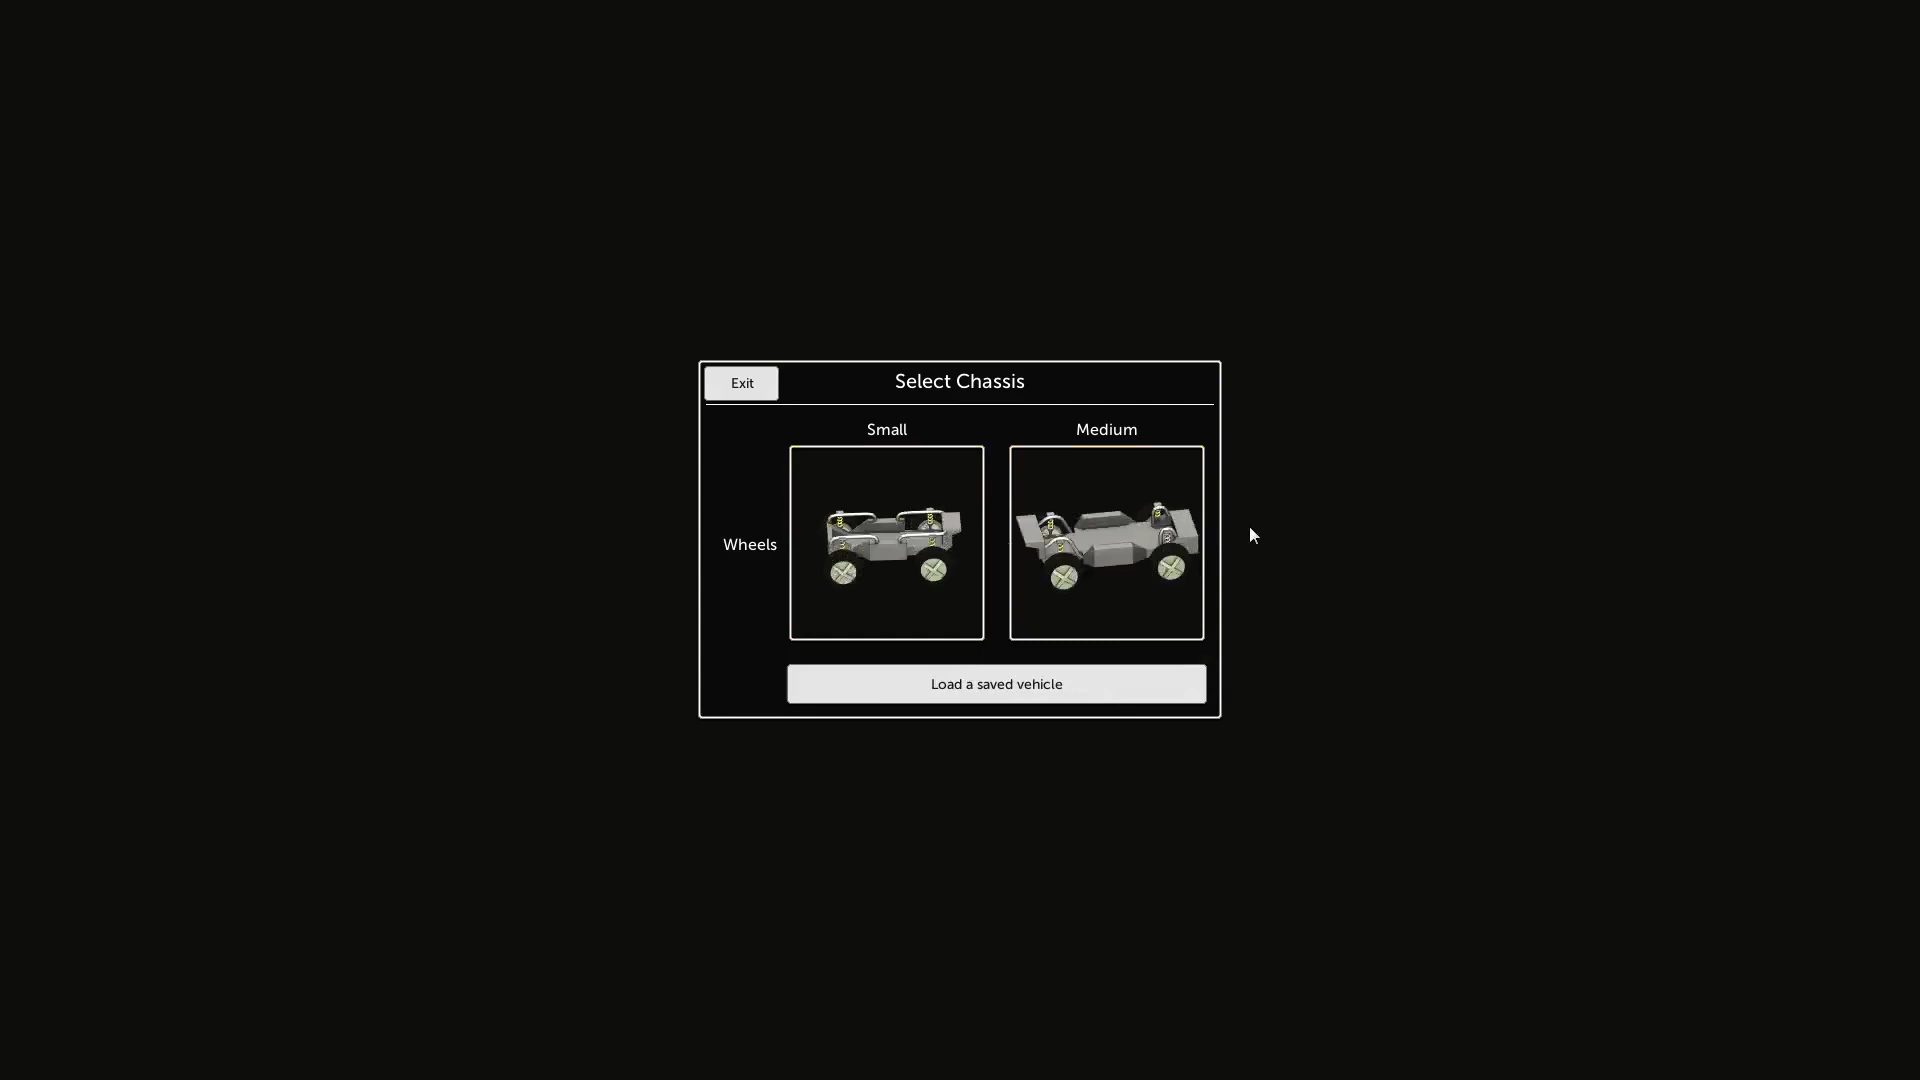 Exit
Select Chassis
Small
Medium
Wheels
Load a saved vehicle